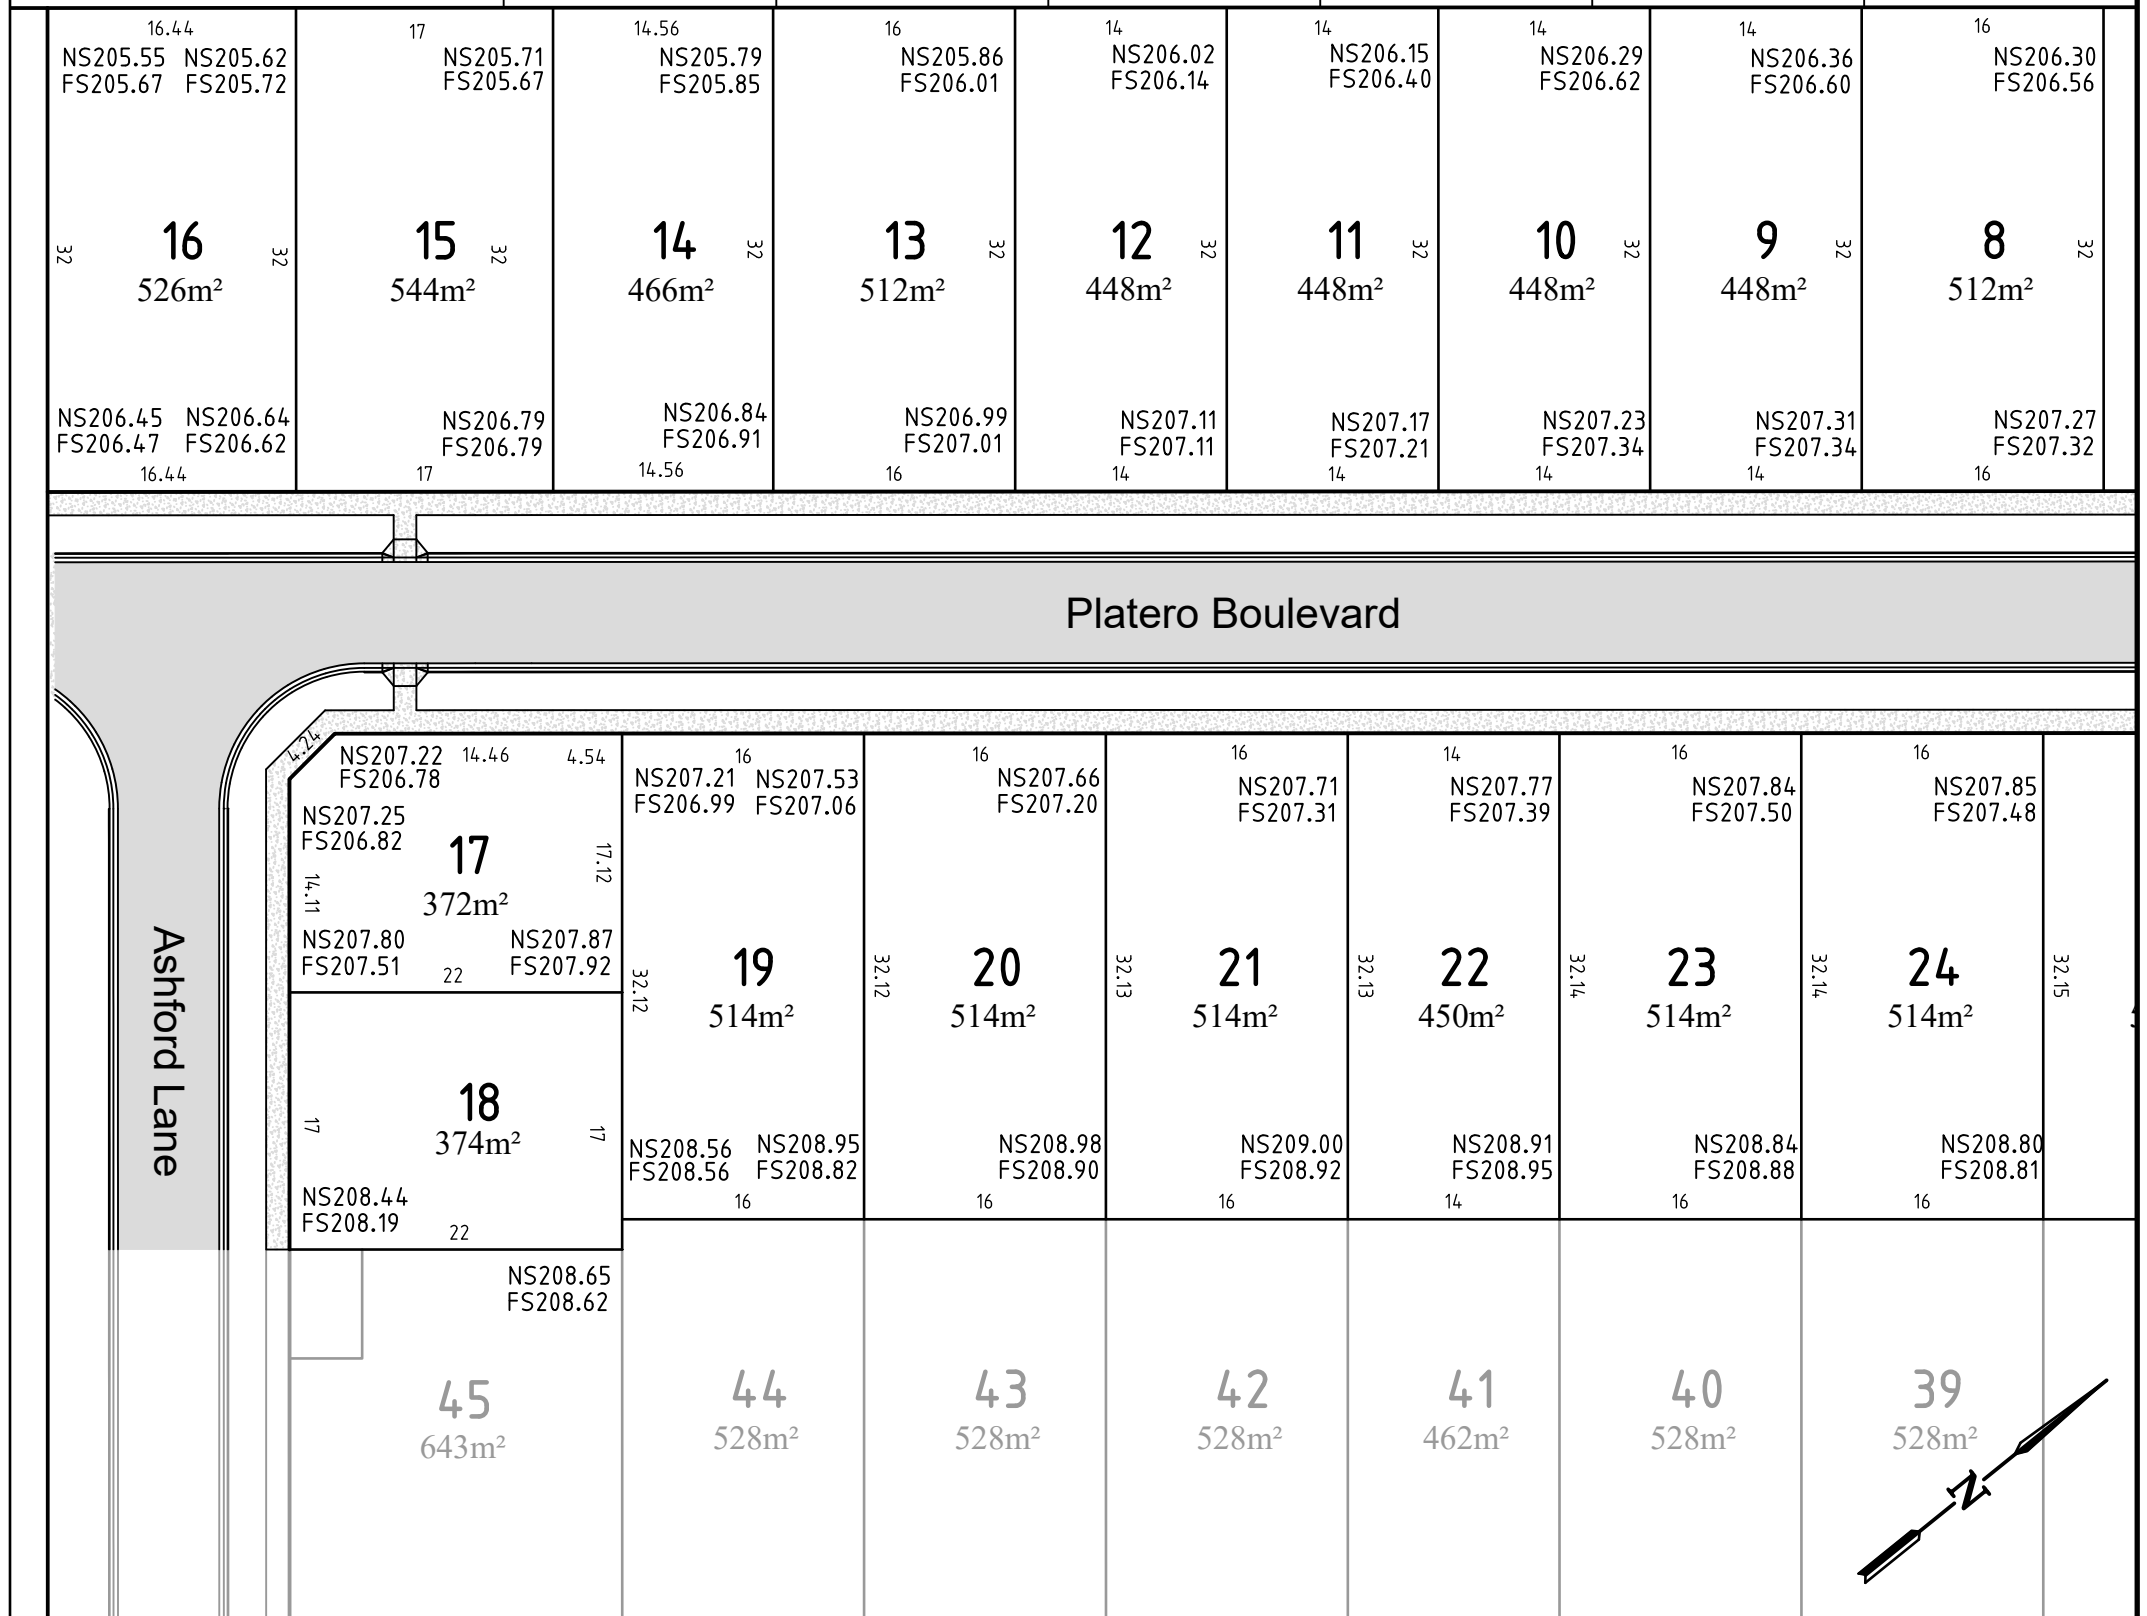 16.44
17
14.56
16
14
14
14
14
16
NS205.55 NS205.62
FS205.67 FS205.72
NS205.71
FS205.67
NS205.79
FS205.85
NS205.86
FS206.01
NS206.02
FS206.14
NS206.15
FS206.40
NS206.29
FS206.62
NS206.36
FS206.60
NS206.30
FS206.56
32
16
526m²
32
15
544m²
32
14
466m²
32
13
512m²
32
12
448m²
32
11
448m²
32
10
448m²
32
9
448m²
32
8
512m²
32
NS206.45 NS206.64
FS206.47 FS206.62
16.44
NS206.79
FS206.79
17
NS206.84
FS206.91
14.56
NS206.99
FS207.01
16
NS207.11
FS207.11
14
NS207.17
FS207.21
14
NS207.23
FS207.34
14
NS207.31
FS207.34
14
NS207.27
FS207.32
16
Platero Boulevard
Ashford Lane
4.24
NS207.22
FS206.78
14.46
4.54
NS207.25
FS206.82
17
372m²
14.11
17.12
NS207.80
FS207.51
22
NS207.87
FS207.92
18
374m²
17
17
NS208.44
FS208.19
22
NS208.65
FS208.62
16
NS207.21 NS207.53
FS206.99 FS207.06
32.12
19
514m²
NS208.56 NS208.95
FS208.56 FS208.82
16
16
NS207.66
FS207.20
32.12
20
514m²
NS208.98
FS208.90
16
16
NS207.71
FS207.31
32.13
21
514m²
NS209.00
FS208.92
16
14
NS207.77
FS207.39
32.13
22
450m²
NS208.91
FS208.95
14
16
NS207.84
FS207.50
32.14
23
514m²
NS208.84
FS208.88
16
16
NS207.85
FS207.48
32.14
24
514m²
32.15
NS208.80
FS208.81
16
45
643m²
44
528m²
43
528m²
42
528m²
41
462m²
40
528m²
39
528m²
N